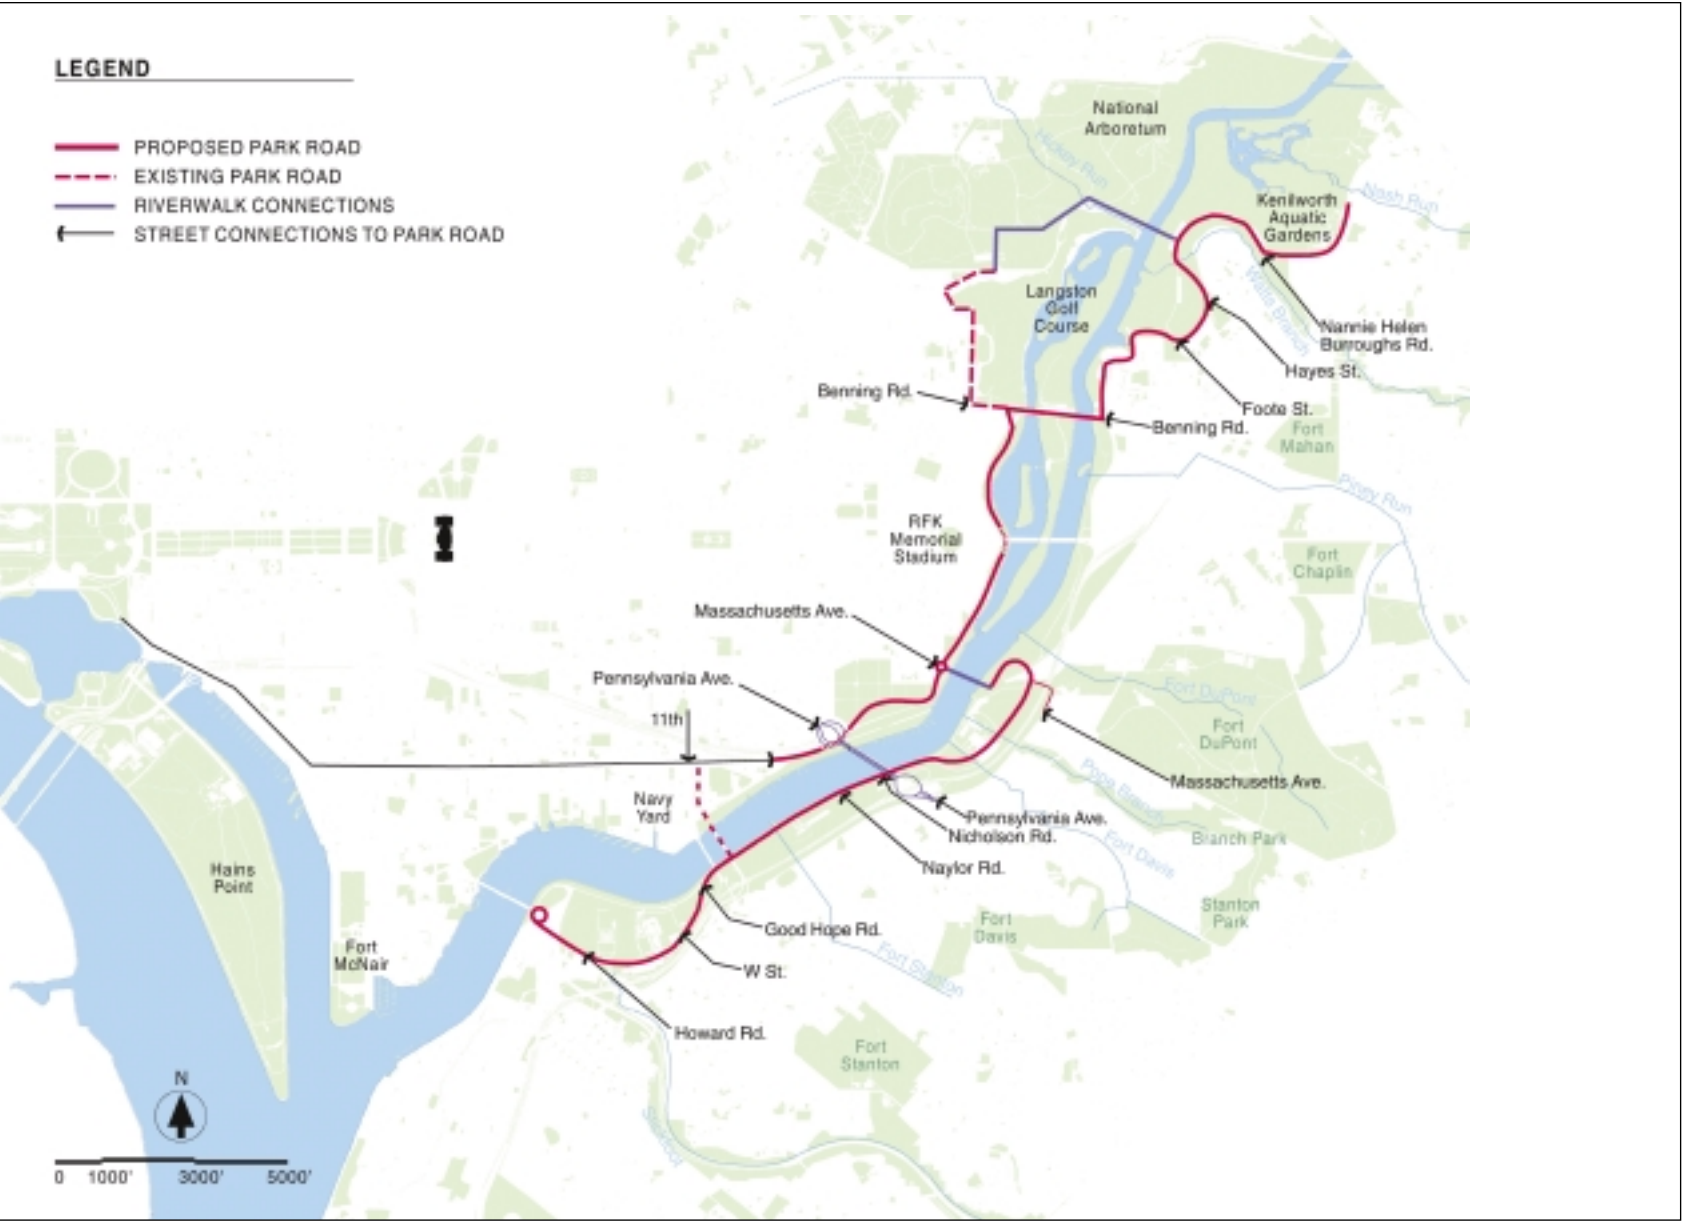 LEGEND
PROPOSED PARK ROAD
EXISTING PARK ROAD
RIVERWALK CONNECTIONS
STREET CONNECTIONS TO PARK ROAD
National
Arboretum
Hickey Run
Nash Run
Kenilworth
Aquatic
Gardens
Watts Branch
Langston
Golf
Course
Nannie Helen
Burroughs Rd.
Hayes St.
Foote St.
Benning Rd.
Benning Rd.
Fort
Mahan
Piney Run
RFK
Memorial
Stadium
Fort
Chaplin
Massachusetts Ave.
Pennsylvania Ave.
11th
Fort DuPont
Fort
DuPont
Massachusetts Ave.
Pope Branch
Navy
Yard
Pennsylvania Ave.
Nicholson Rd.
Branch Park
Fort Davis
Naylor Rd.
Hains
Point
Stanton
Park
Fort
Davis
Good Hope Rd.
Fort
McNair
W St.
Fort Stanton
Howard Rd.
Fort
Stanton
N
0 1000' 3000' 5000'